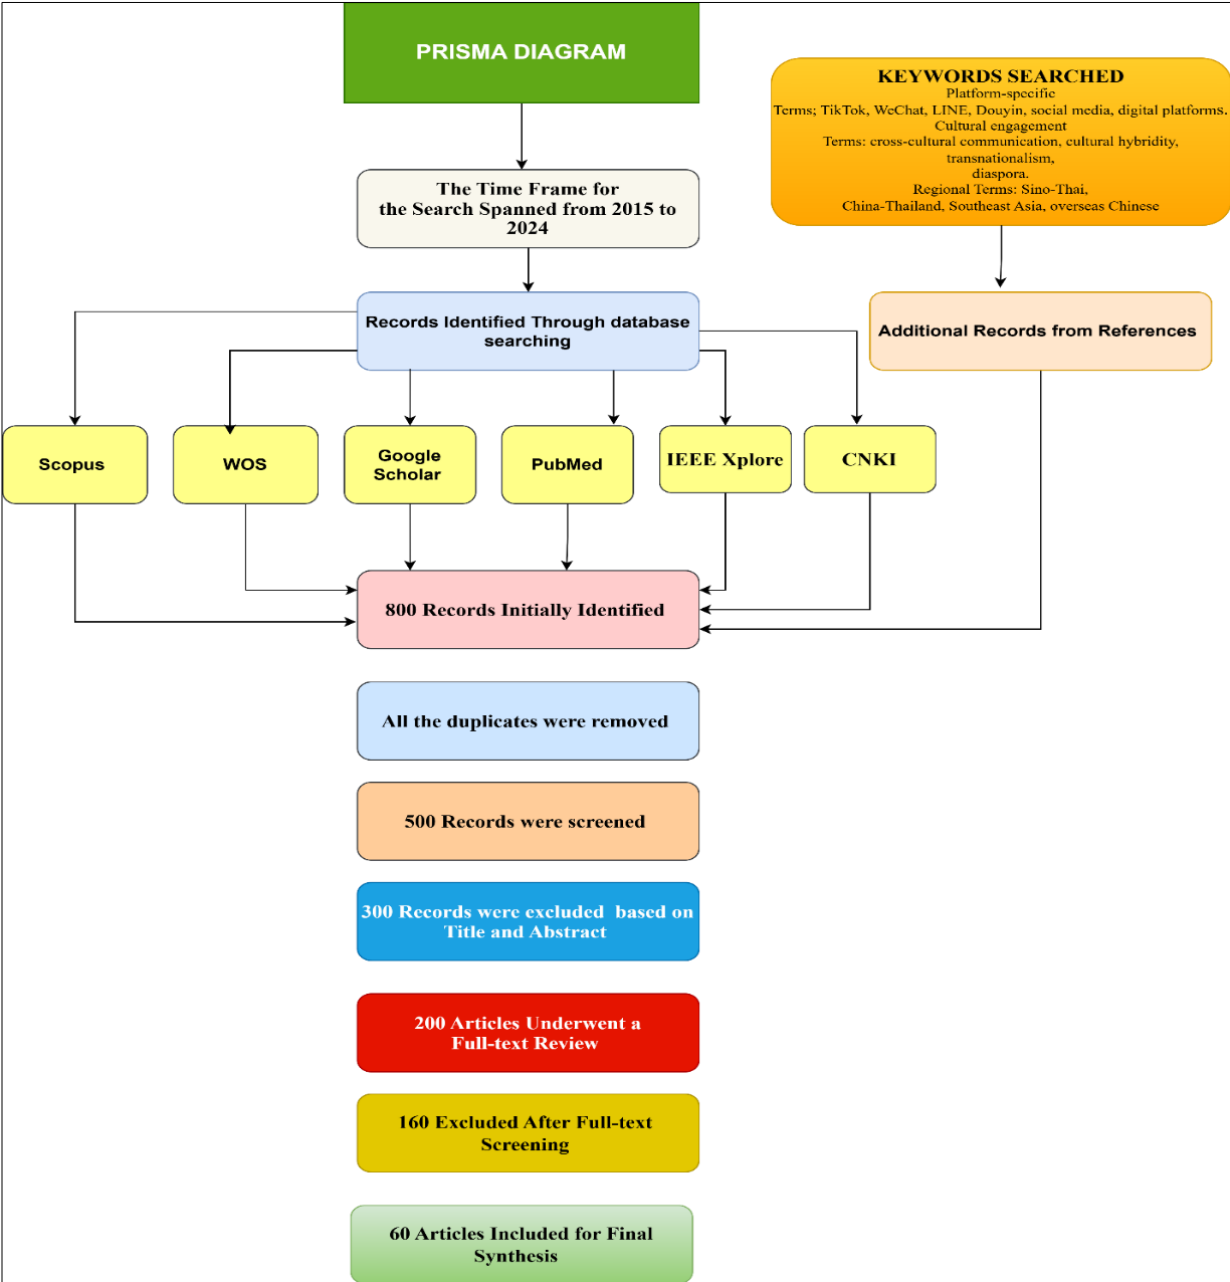 PRISMA DIAGRAM
KEYWORDS SEARCHED
Platform-specific
Terms; TikTok, WeChat, LINE, Douyin, social media, digital platforms.
Cultural engagement
Terms: cross-cultural communication, cultural hybridity,
transnationalism,
diaspora.
Regional Terms: Sino-Thai,
China-Thailand, Southeast Asia, overseas Chinese
The Time Frame for
the Search Spanned from 2015 to
2024
Records Identified Through database
searching
Additional Records from References
Scopus
WOS
Google
Scholar
PubMed
IEEE Xplore
CNKI
800 Records Initially Identified
All the duplicates were removed
500 Records were screened
300 Records were excluded based on
Title and Abstract
200 Articles Underwent a
Full-text Review
160 Excluded After Full-text
Screening
60 Articles Included for Final
Synthesis